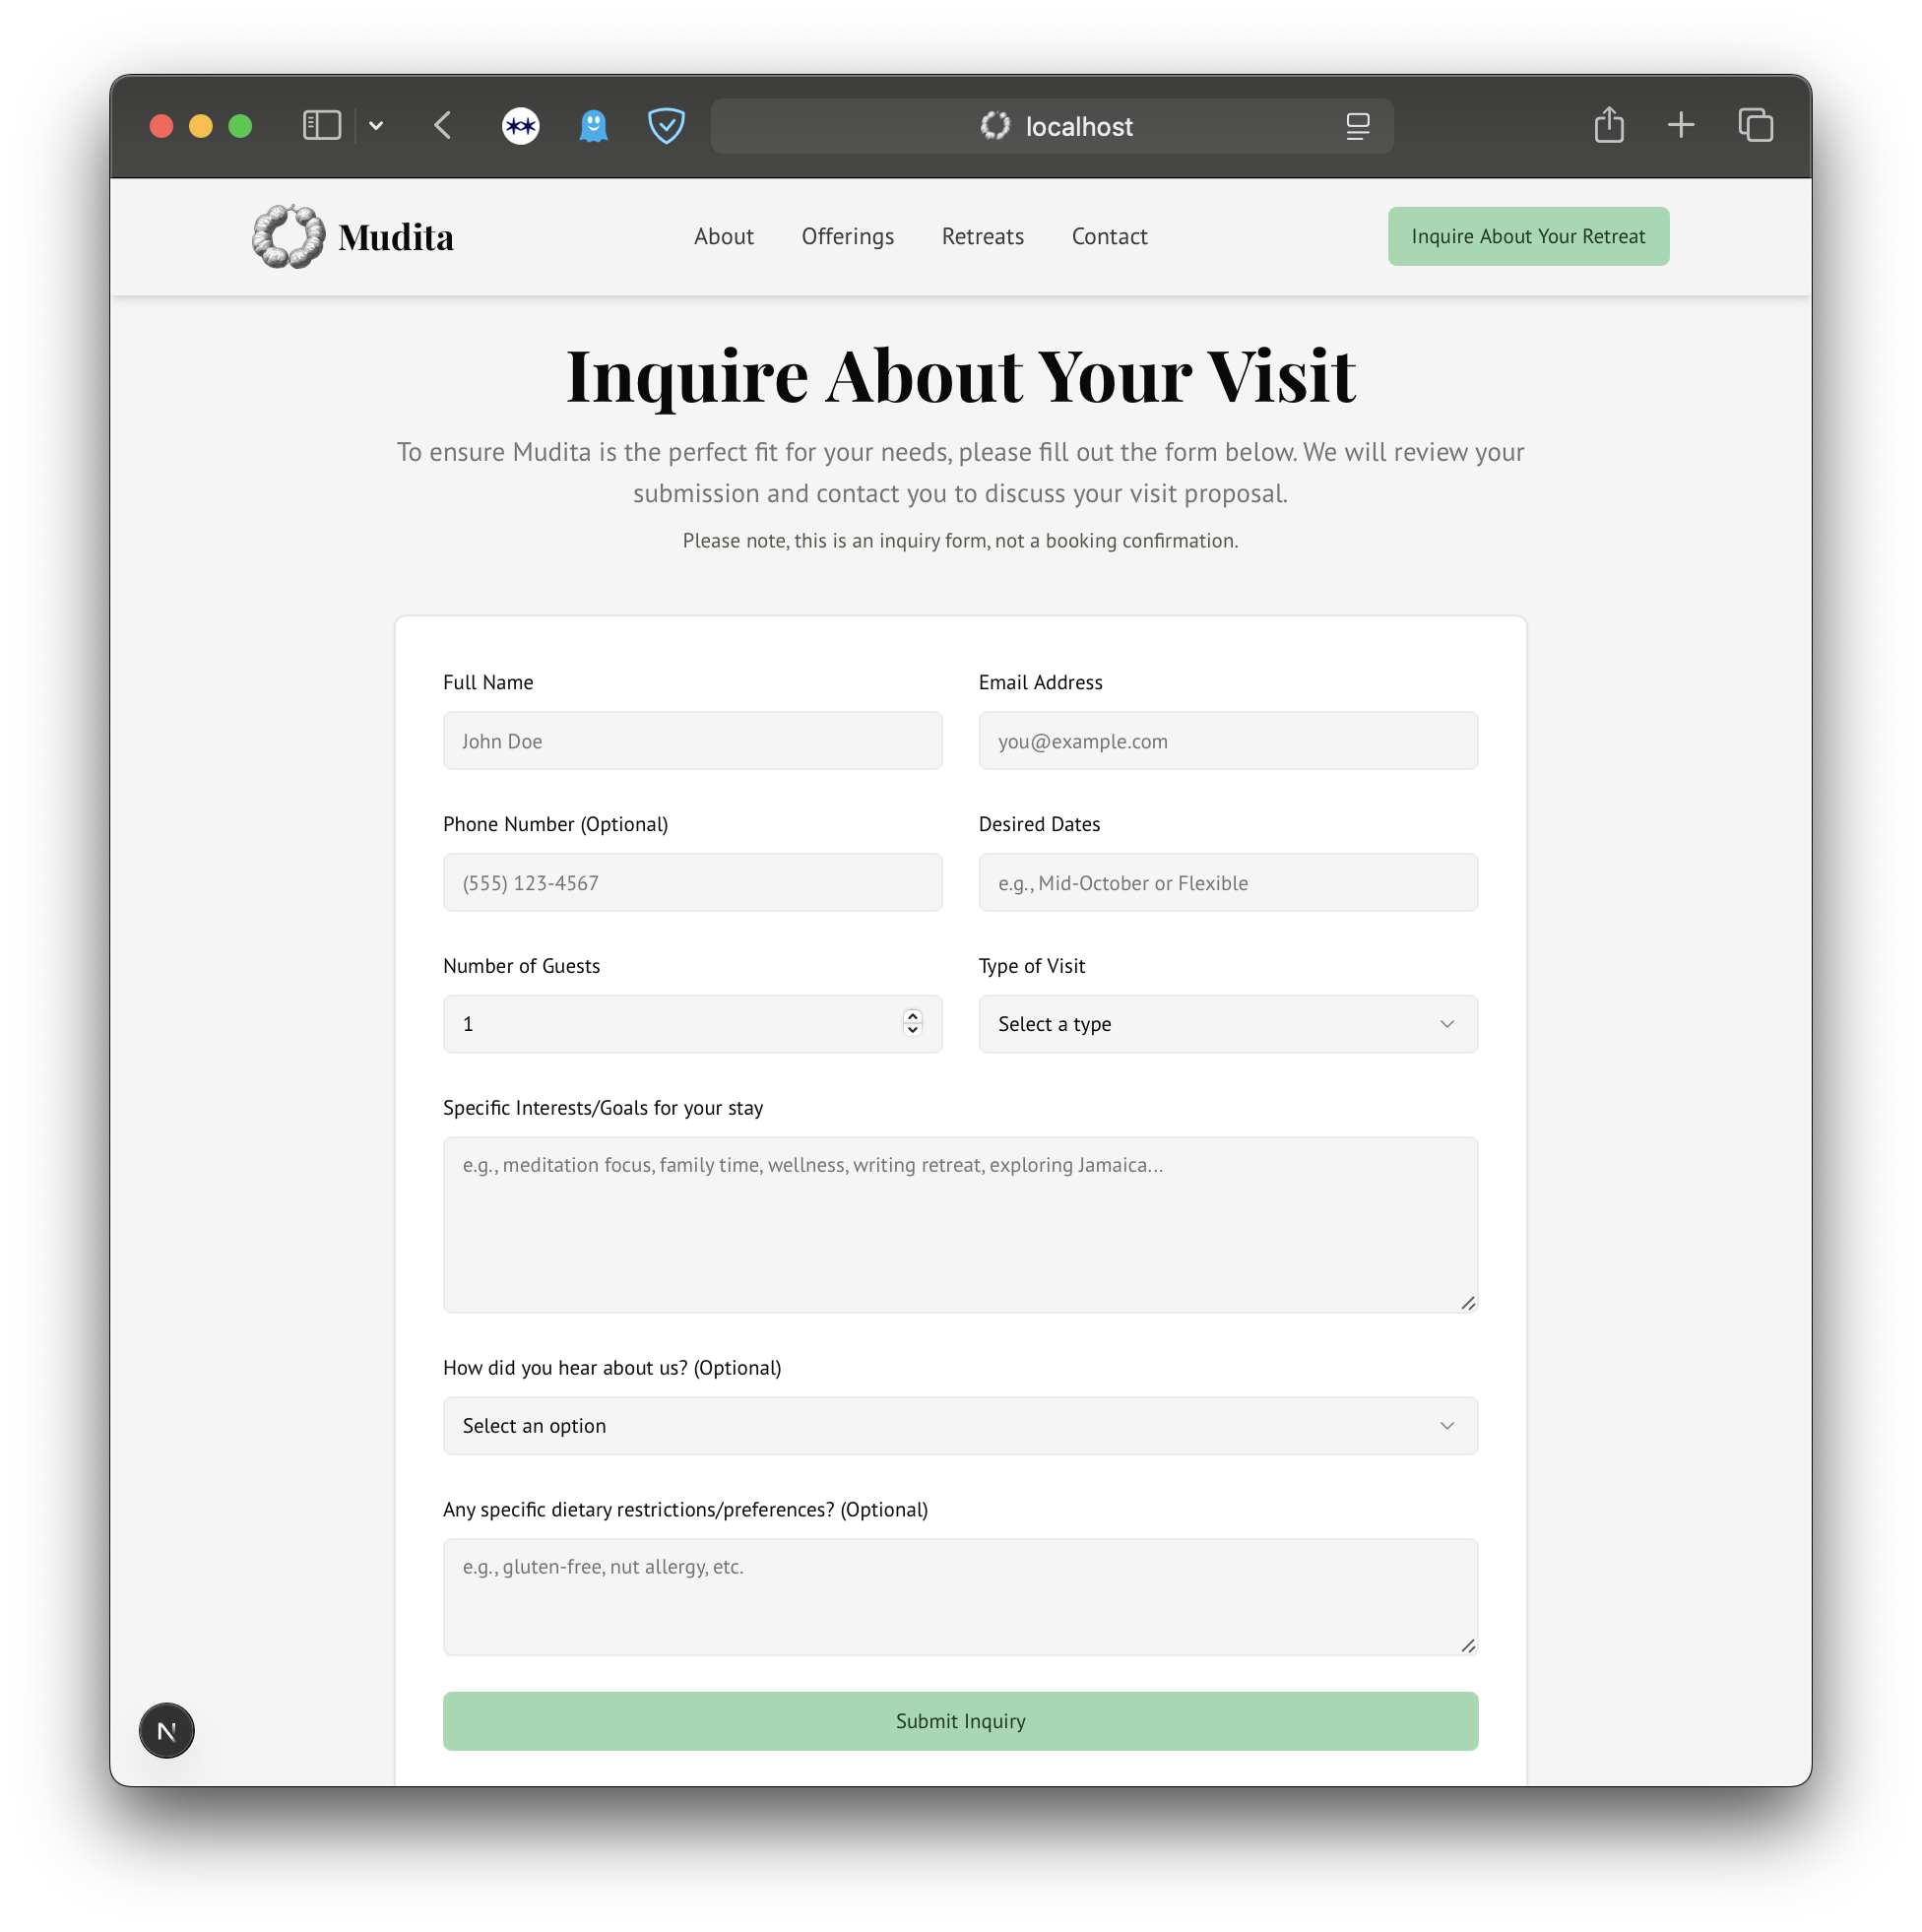 localhost
Mudita
About
Offerings
Retreats
Contact
Inquire About Your Retreat
Inquire About Your Visit
To ensure Mudita is the perfect fit for your needs, please fill out the form below. We will review your
submission and contact you to discuss your visit proposal.
Please note, this is an inquiry form, not a booking confirmation.
Full Name
Email Address
John Doe
you@example.com
Phone Number (Optional)
Desired Dates
(555) 123-4567
e.g., Mid-October or Flexible
Number of Guests
Type of Visit
1
Select a type
Specific Interests/Goals for your stay
e.g., meditation focus, family time, wellness, writing retreat, exploring Jamaica...
How did you hear about us? (Optional)
Select an option
Any specific dietary restrictions/preferences? (Optional)
e.g., gluten-free, nut allergy, etc.
Submit Inquiry
N